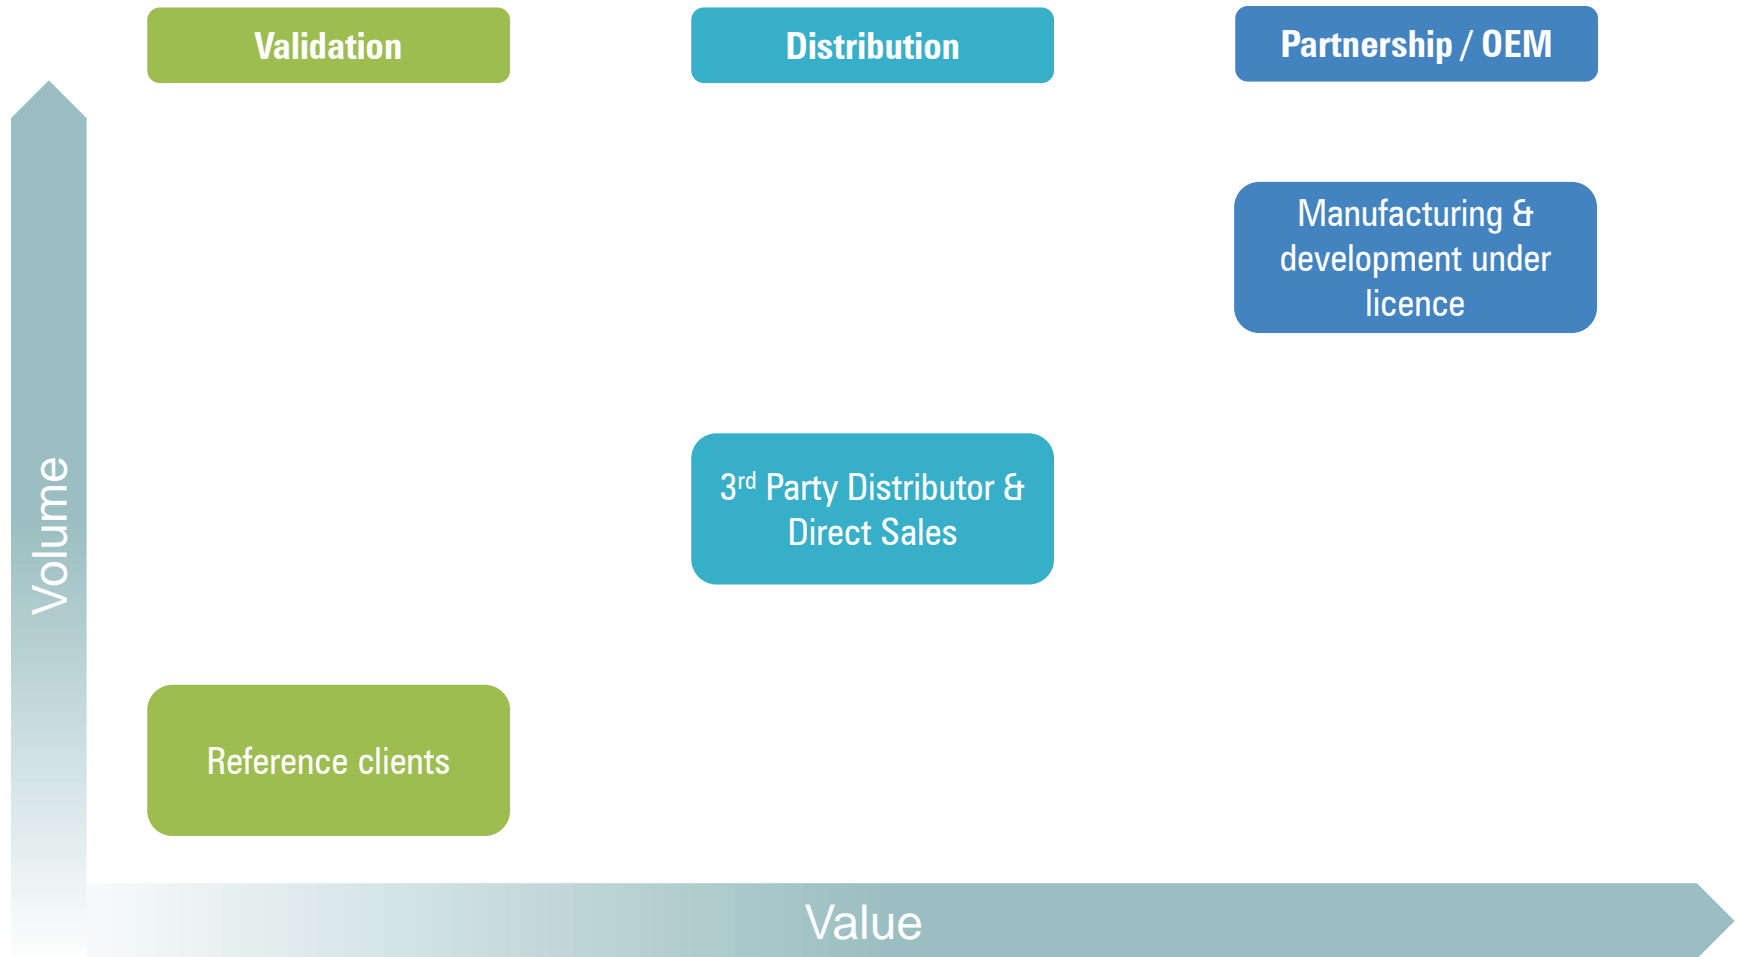 Validation
Distribution
Partnership / OEM
Manufacturing &
development under
licence
3rd Party Distributor &
Direct Sales
Volume
Reference clients
Value